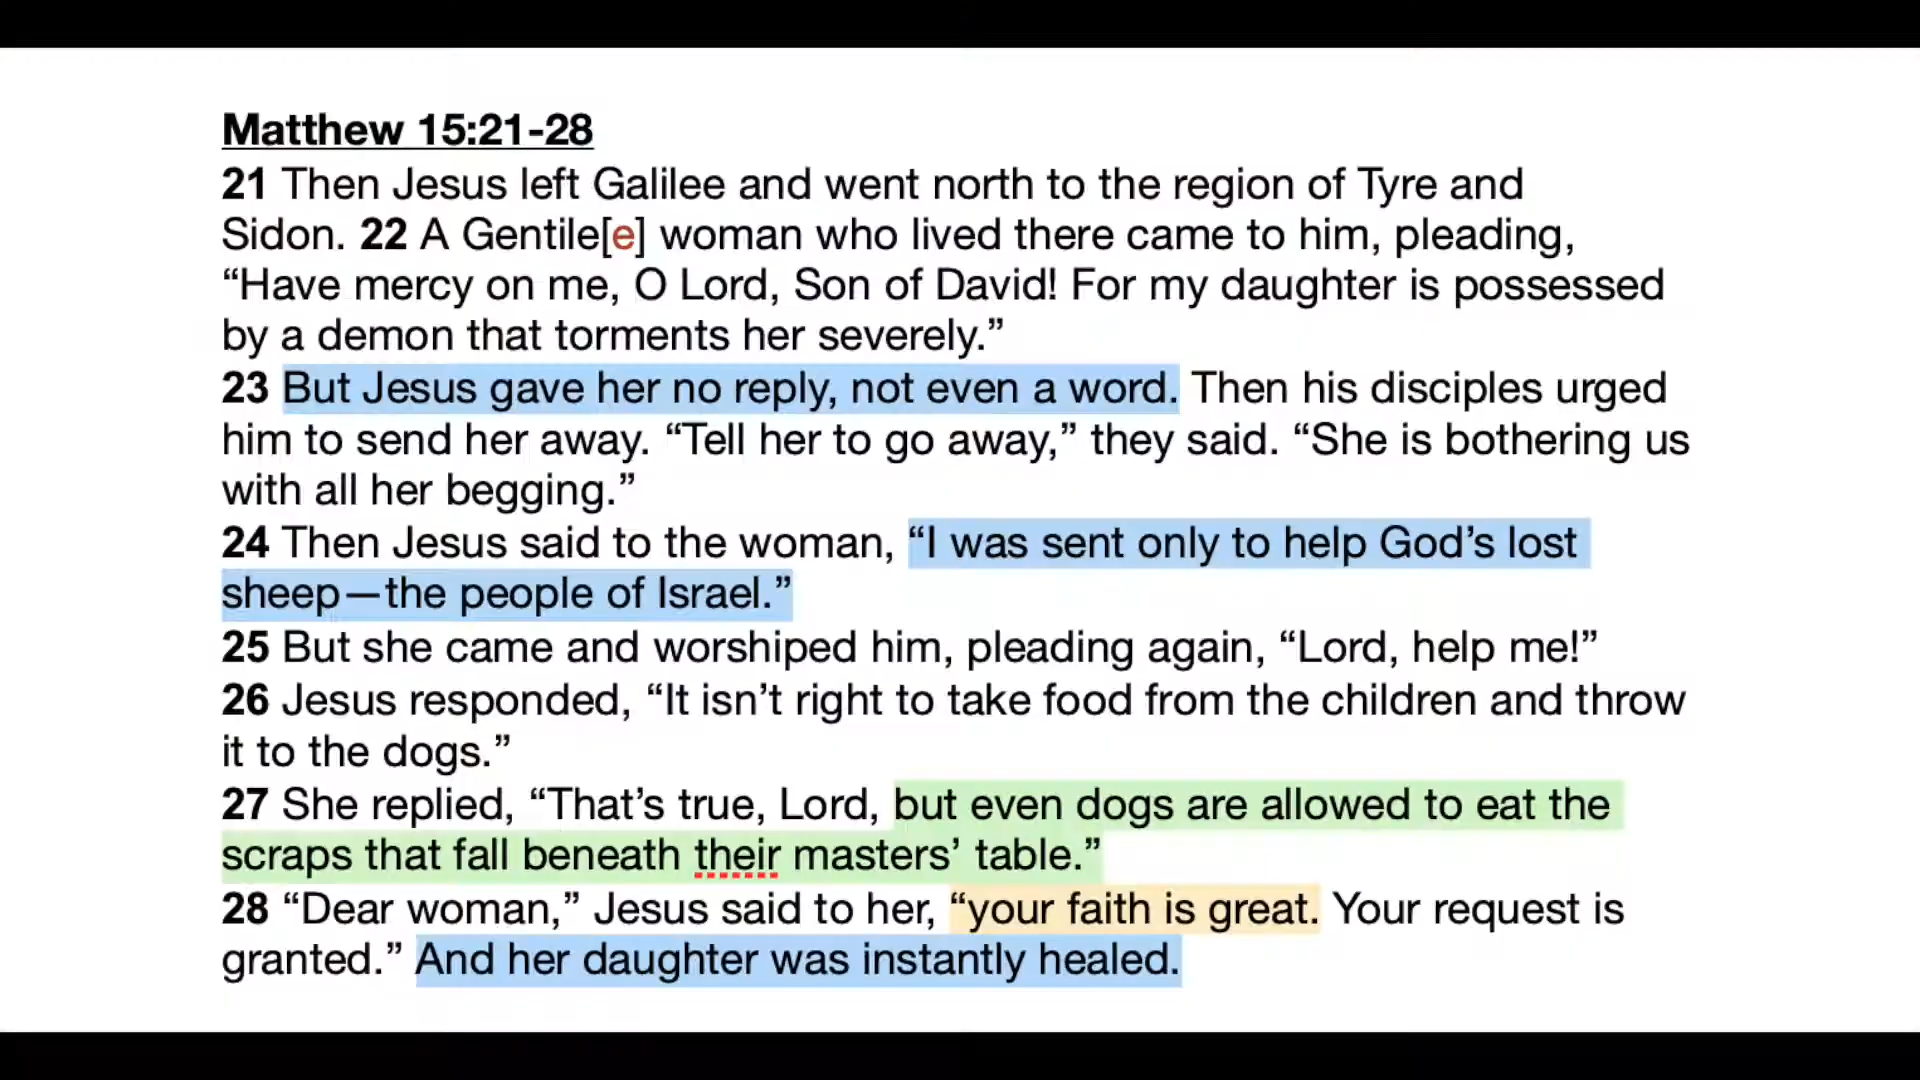 Matthew 15:21-28
21 Then Jesus left Galilee and went north to the region of Tyre and
Sidon. 22 A Gentile[e] woman who lived there came to him, pleading,
“Have mercy on me, O Lord, Son of David! For my daughter is possessed
by a demon that torments her severely.”
23 But Jesus gave her no reply, not even a word. Then his disciples urged
him to send her away. “Tell her to go away,” they said. “She is bothering us
with all her begging.”
24 Then Jesus said to the woman, “I was sent only to help God’s lost
sheep—the people of Israel.”
25 But she came and worshiped him, pleading again, “Lord, help me!”
26 Jesus responded, “It isn’t right to take food from the children and throw
it to the dogs.”
27 She replied, “That’s true, Lord, but even dogs are allowed to eat the
scraps that fall beneath their masters’ table.”
28 “Dear woman,” Jesus said to her, “your faith is great. Your request is
granted.” And her daughter was instantly healed.